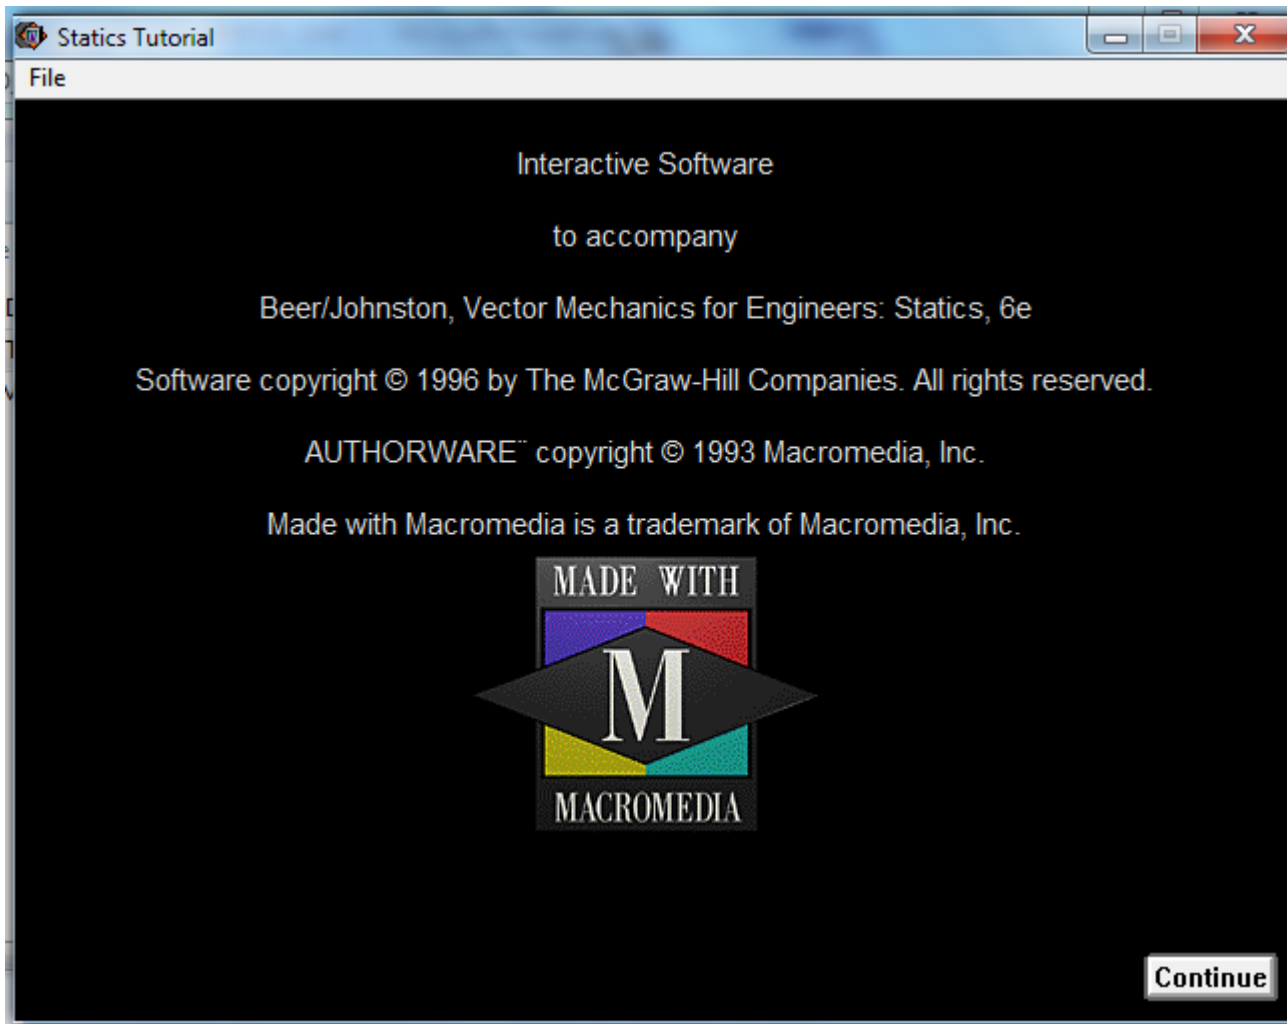 Statics Tutorial
File
Interactive Software
to accompany
Beer/Johnston, Vector Mechanics for Engineers: Statics, 6e
Software copyright © 1996 by The McGraw-Hill Companies. All rights reserved.
AUTHORWARE¨ copyright © 1993 Macromedia, Inc.
Made with Macromedia is a trademark of Macromedia, Inc.
MADE WITH
M
MACROMEDIA
Continue